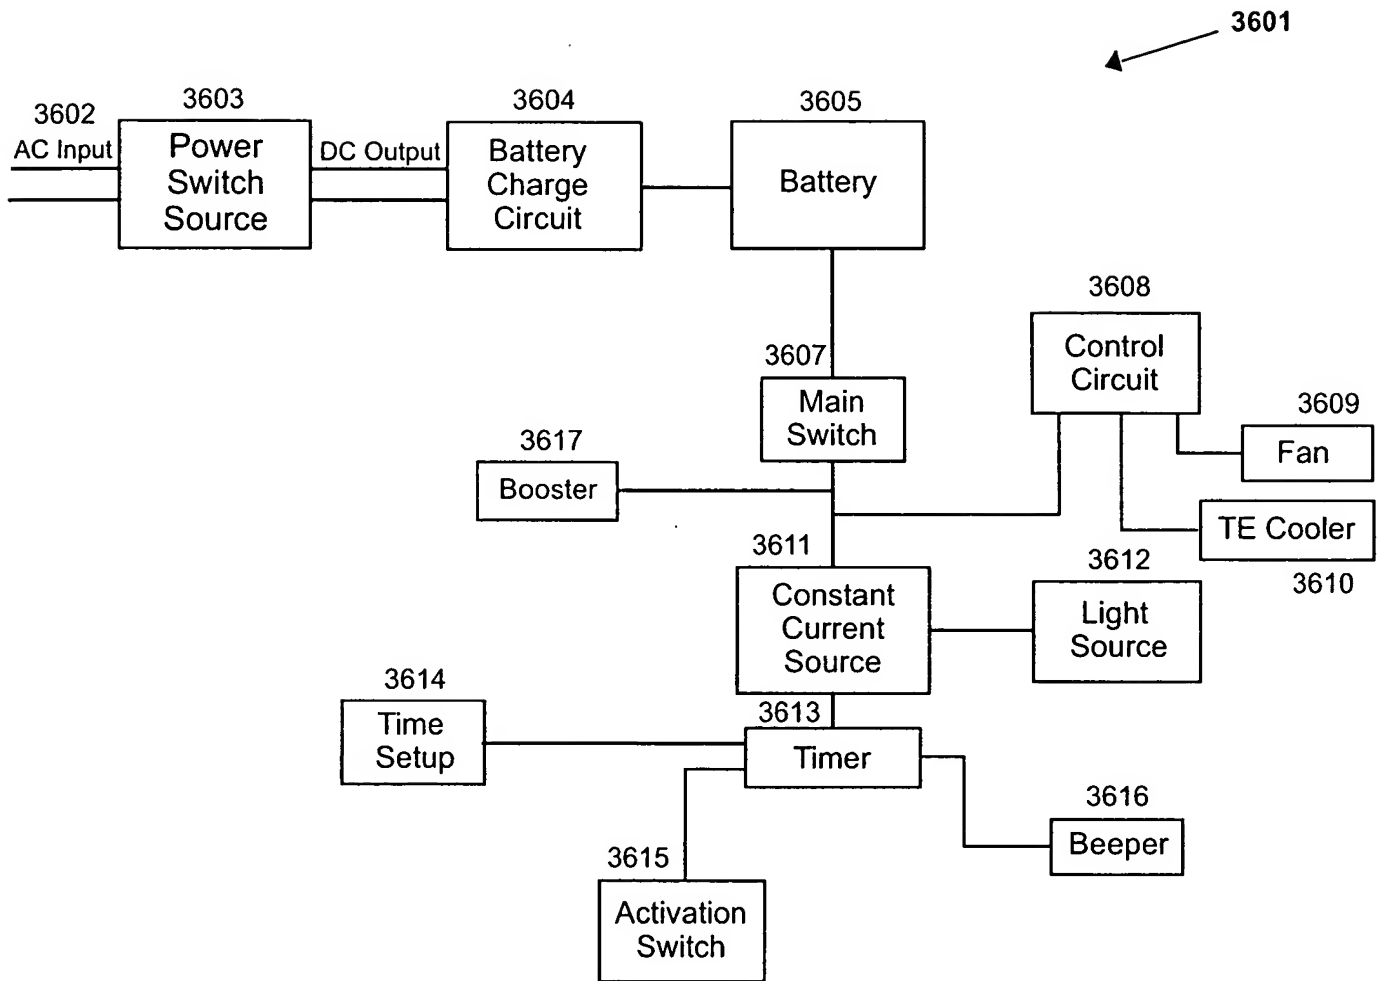 3601
3602
AC Input
3603
Power
Switch
Source
DC Output
3604
Battery
Charge
Circuit
3605
Battery
3607
Main
Switch
3608
Control
Circuit
3609
Fan
TE Cooler
3610
3617
Booster
3611
Constant
Current
Source
3612
Light
Source
3614
Time
Setup
3613
Timer
3616
Beeper
3615
Activation
Switch